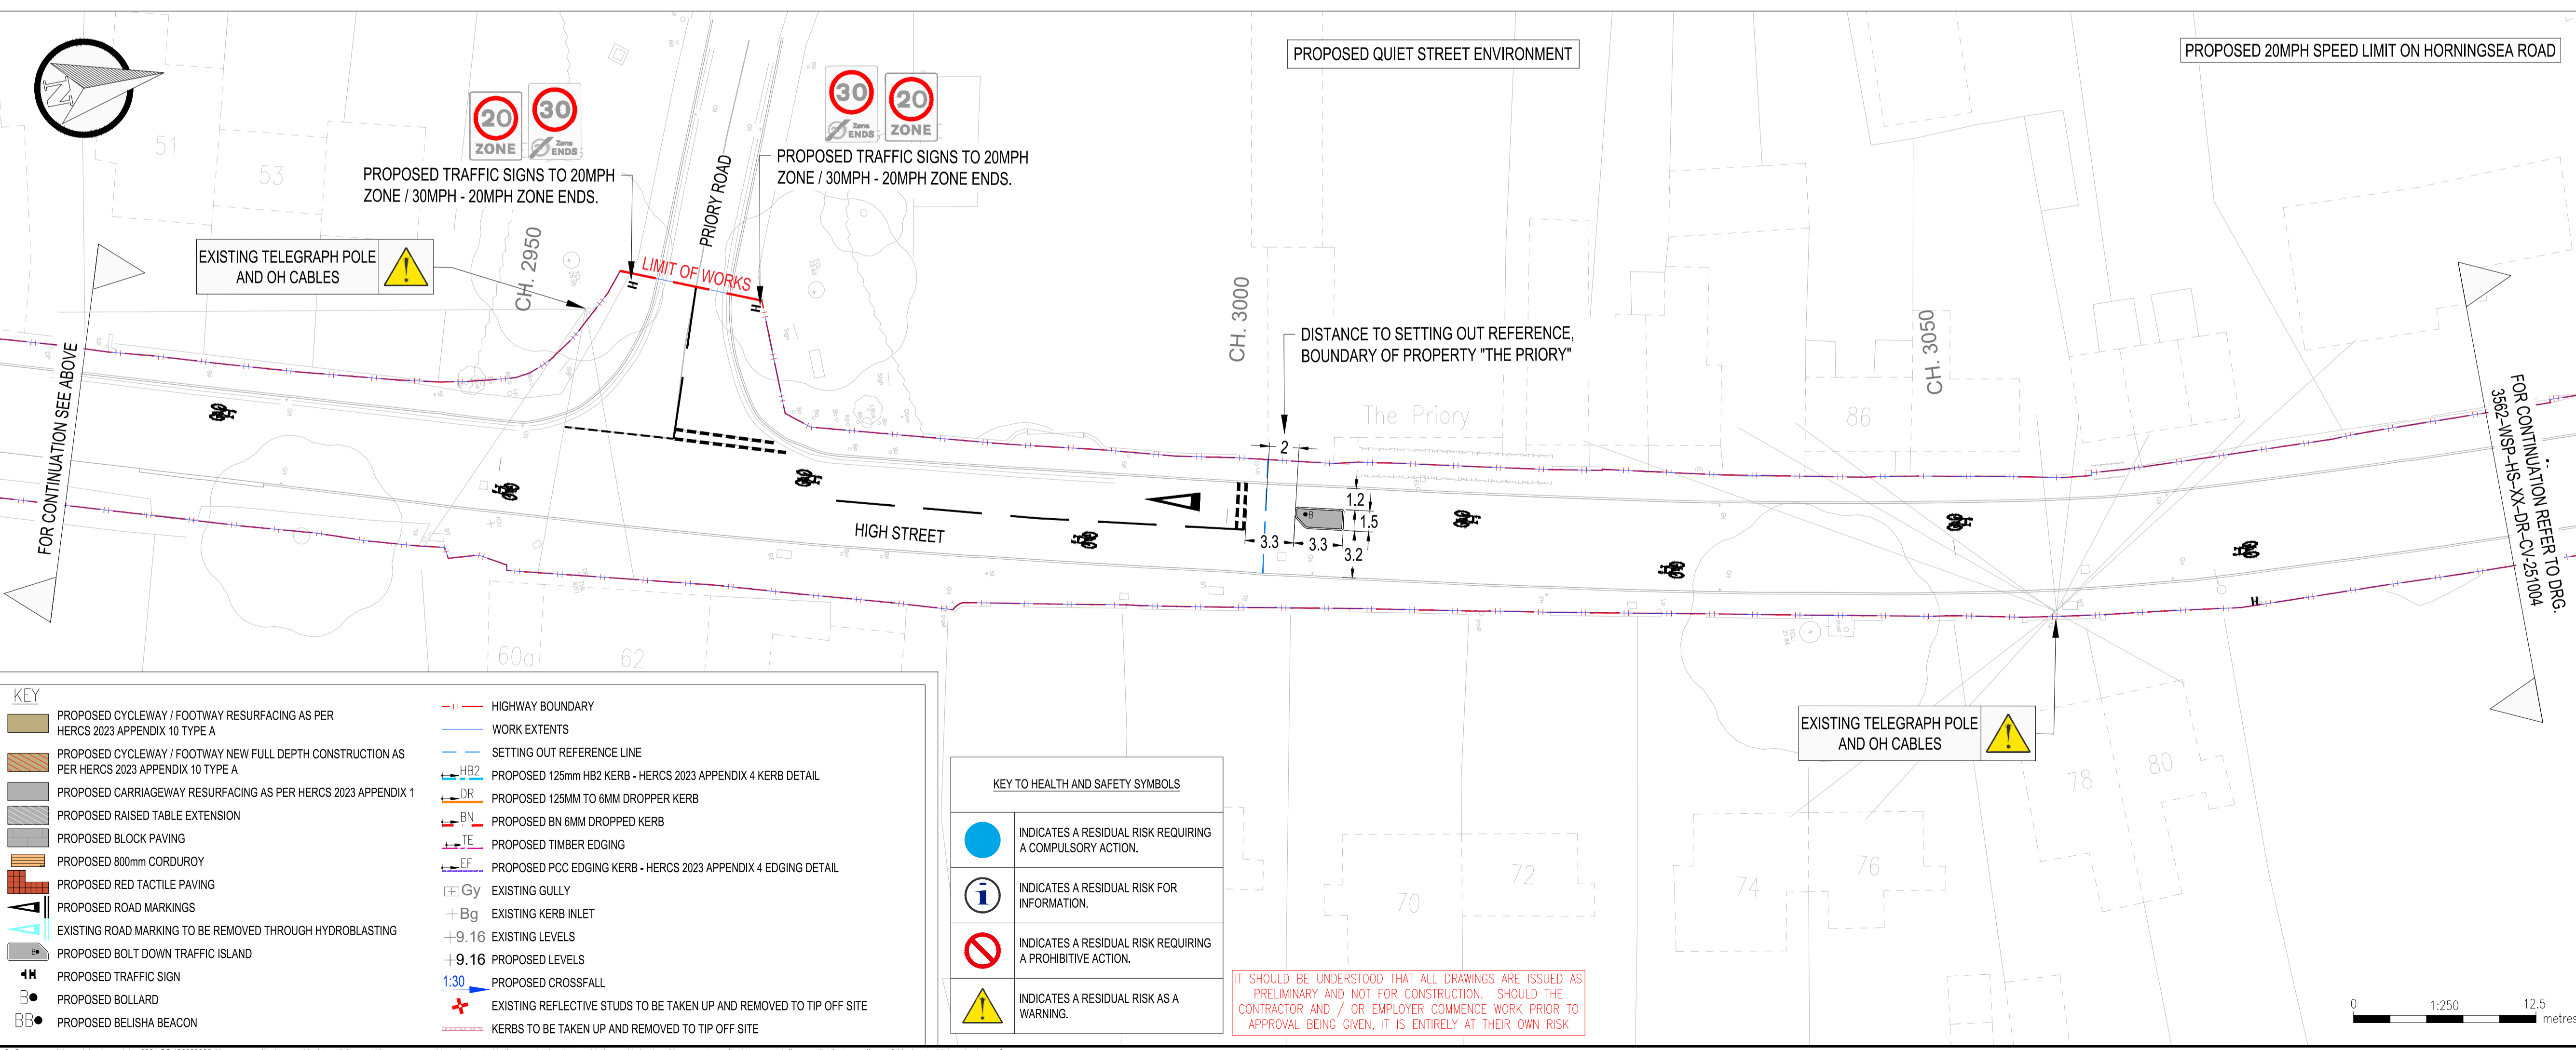 PROPOSED QUIET STREET ENVIRONMENT
PROPOSED 20MPH SPEED LIMIT ON HORNINGSEA ROAD
N
51
53
20
ZONE
30
Zone
ENDS
30
Zone
ENDS
20
ZONE
PROPOSED TRAFFIC SIGNS TO 20MPH
ZONE / 30MPH - 20MPH ZONE ENDS.
PROPOSED TRAFFIC SIGNS TO 20MPH
ZONE / 30MPH - 20MPH ZONE ENDS.
PRIORY ROAD
EXISTING TELEGRAPH POLE
AND OH CABLES
CH. 2950
LIMIT OF WORKS
CH. 3000
DISTANCE TO SETTING OUT REFERENCE,
BOUNDARY OF PROPERTY "THE PRIORY"
CH. 3050
FOR CONTINUATION SEE ABOVE
The Priory
86
2
1.2
1.5
3.3
3.3
3.2
B
HIGH STREET
FOR CONTINUATION REFER TO DRG.
3562-WSP-HS-XX-DR-CV-251004
60a
62
EXISTING TELEGRAPH POLE
AND OH CABLES
70
72
74
76
78
80
KEY
PROPOSED CYCLEWAY / FOOTWAY RESURFACING AS PER
HERCS 2023 APPENDIX 10 TYPE A
PROPOSED CYCLEWAY / FOOTWAY NEW FULL DEPTH CONSTRUCTION AS
PER HERCS 2023 APPENDIX 10 TYPE A
PROPOSED CARRIAGEWAY RESURFACING AS PER HERCS 2023 APPENDIX 1
PROPOSED RAISED TABLE EXTENSION
PROPOSED BLOCK PAVING
PROPOSED 800mm CORDUROY
PROPOSED RED TACTILE PAVING
PROPOSED ROAD MARKINGS
EXISTING ROAD MARKING TO BE REMOVED THROUGH HYDROBLASTING
PROPOSED BOLT DOWN TRAFFIC ISLAND
PROPOSED TRAFFIC SIGN
B PROPOSED BOLLARD
BB PROPOSED BELISHA BEACON
HIGHWAY BOUNDARY
WORK EXTENTS
SETTING OUT REFERENCE LINE
HB2 PROPOSED 125mm HB2 KERB - HERCS 2023 APPENDIX 4 KERB DETAIL
DR PROPOSED 125MM TO 6MM DROPPER KERB
BN PROPOSED BN 6MM DROPPED KERB
TE PROPOSED TIMBER EDGING
EF PROPOSED PCC EDGING KERB - HERCS 2023 APPENDIX 4 EDGING DETAIL
Gy EXISTING GULLY
+Bg EXISTING KERB INLET
+9.16 EXISTING LEVELS
+9.16 PROPOSED LEVELS
1:30 PROPOSED CROSSFALL
EXISTING REFLECTIVE STUDS TO BE TAKEN UP AND REMOVED TO TIP OFF SITE
KERBS TO BE TAKEN UP AND REMOVED TO TIP OFF SITE
KEY TO HEALTH AND SAFETY SYMBOLS
INDICATES A RESIDUAL RISK REQUIRING
A COMPULSORY ACTION.
INDICATES A RESIDUAL RISK FOR
INFORMATION.
INDICATES A RESIDUAL RISK REQUIRING
A PROHIBITIVE ACTION.
INDICATES A RESIDUAL RISK AS A
WARNING.
IT SHOULD BE UNDERSTOOD THAT ALL DRAWINGS ARE ISSUED AS
PRELIMINARY AND NOT FOR CONSTRUCTION. SHOULD THE
CONTRACTOR AND / OR EMPLOYER COMMENCE WORK PRIOR TO
APPROVAL BEING GIVEN, IT IS ENTIRELY AT THEIR OWN RISK
0 1:250 12.5
metres